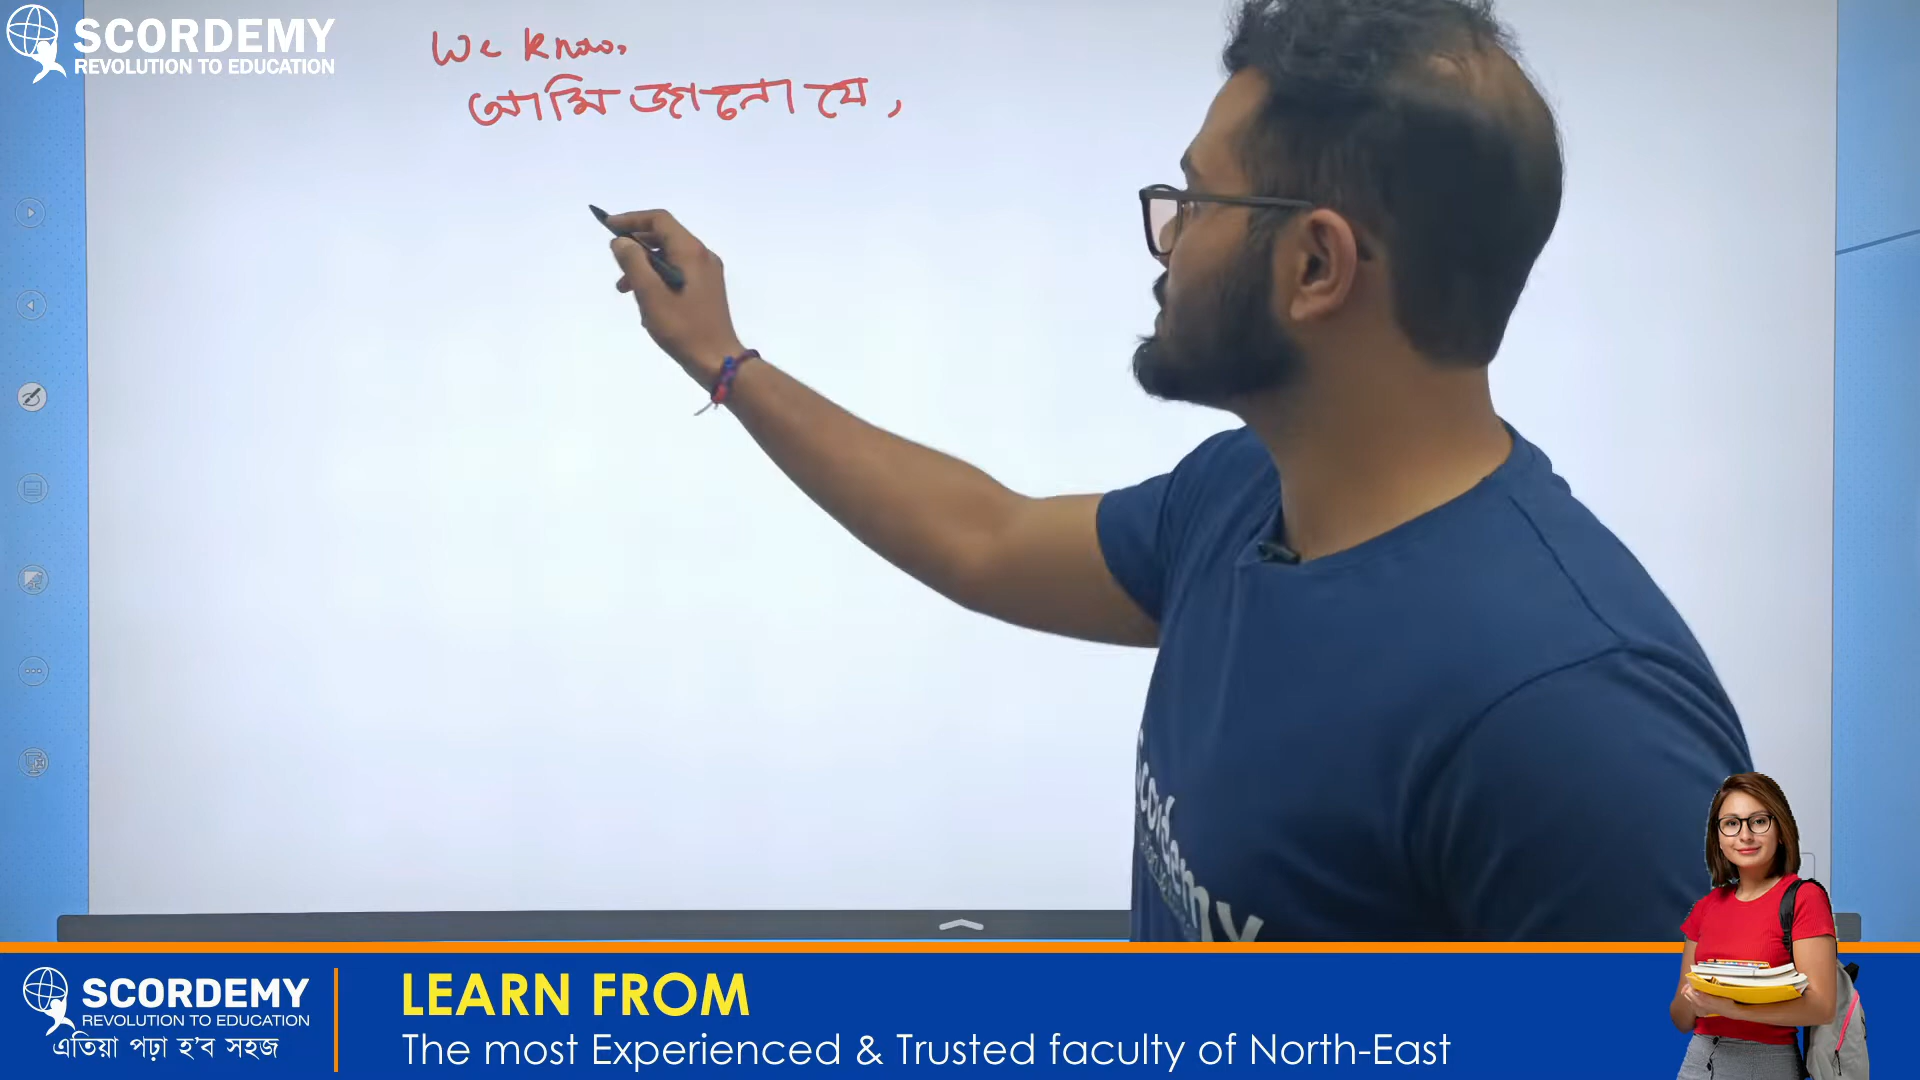 SCORDEMY
REVOLUTION TO EDUCATION
We know.
আমি জানো যে,
Scordemy
SCORDEMY
REVOLUTION TO EDUCATION
এতিয়া পঢ়া হ'ব সহজ
LEARN FROM
The most Experienced & Trusted faculty of North-East